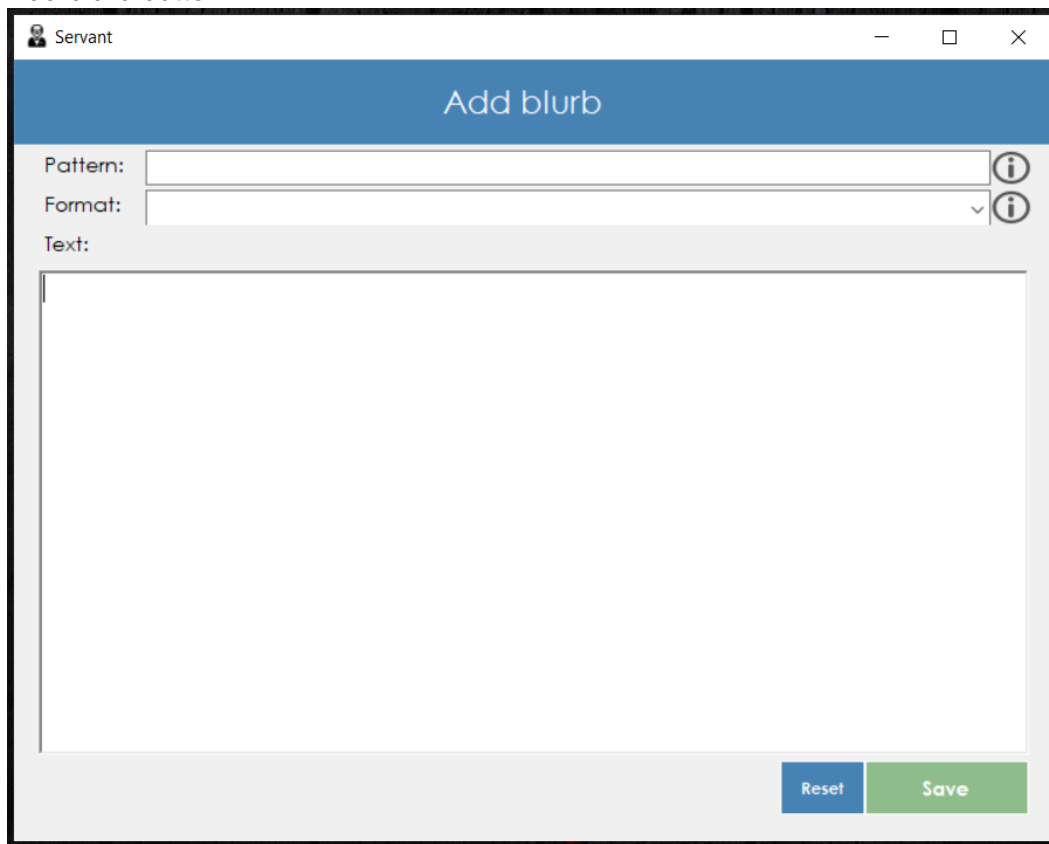 Servant
Add blurb
Pattern:
Format:
Text:
Reset Save